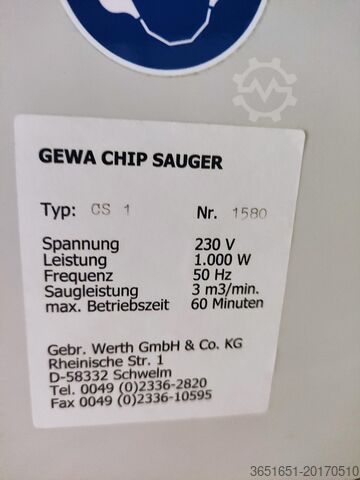 GEWA CHIP SAUGER
Typ: CS 1 Nr. 1580
Spannung 230 V
Leistung 1.000 W
Frequenz 50 Hz
Saugleistung 3 m3/min.
max. Betriebszeit 60 Minuten
Gebr. Werth GmbH & Co. KG
Rheinische Str. 1
D-58332 Schwelm
Tel. 0049 (0)2336-2820
Fax 0049 (0)2336-10595
3651651-20170510